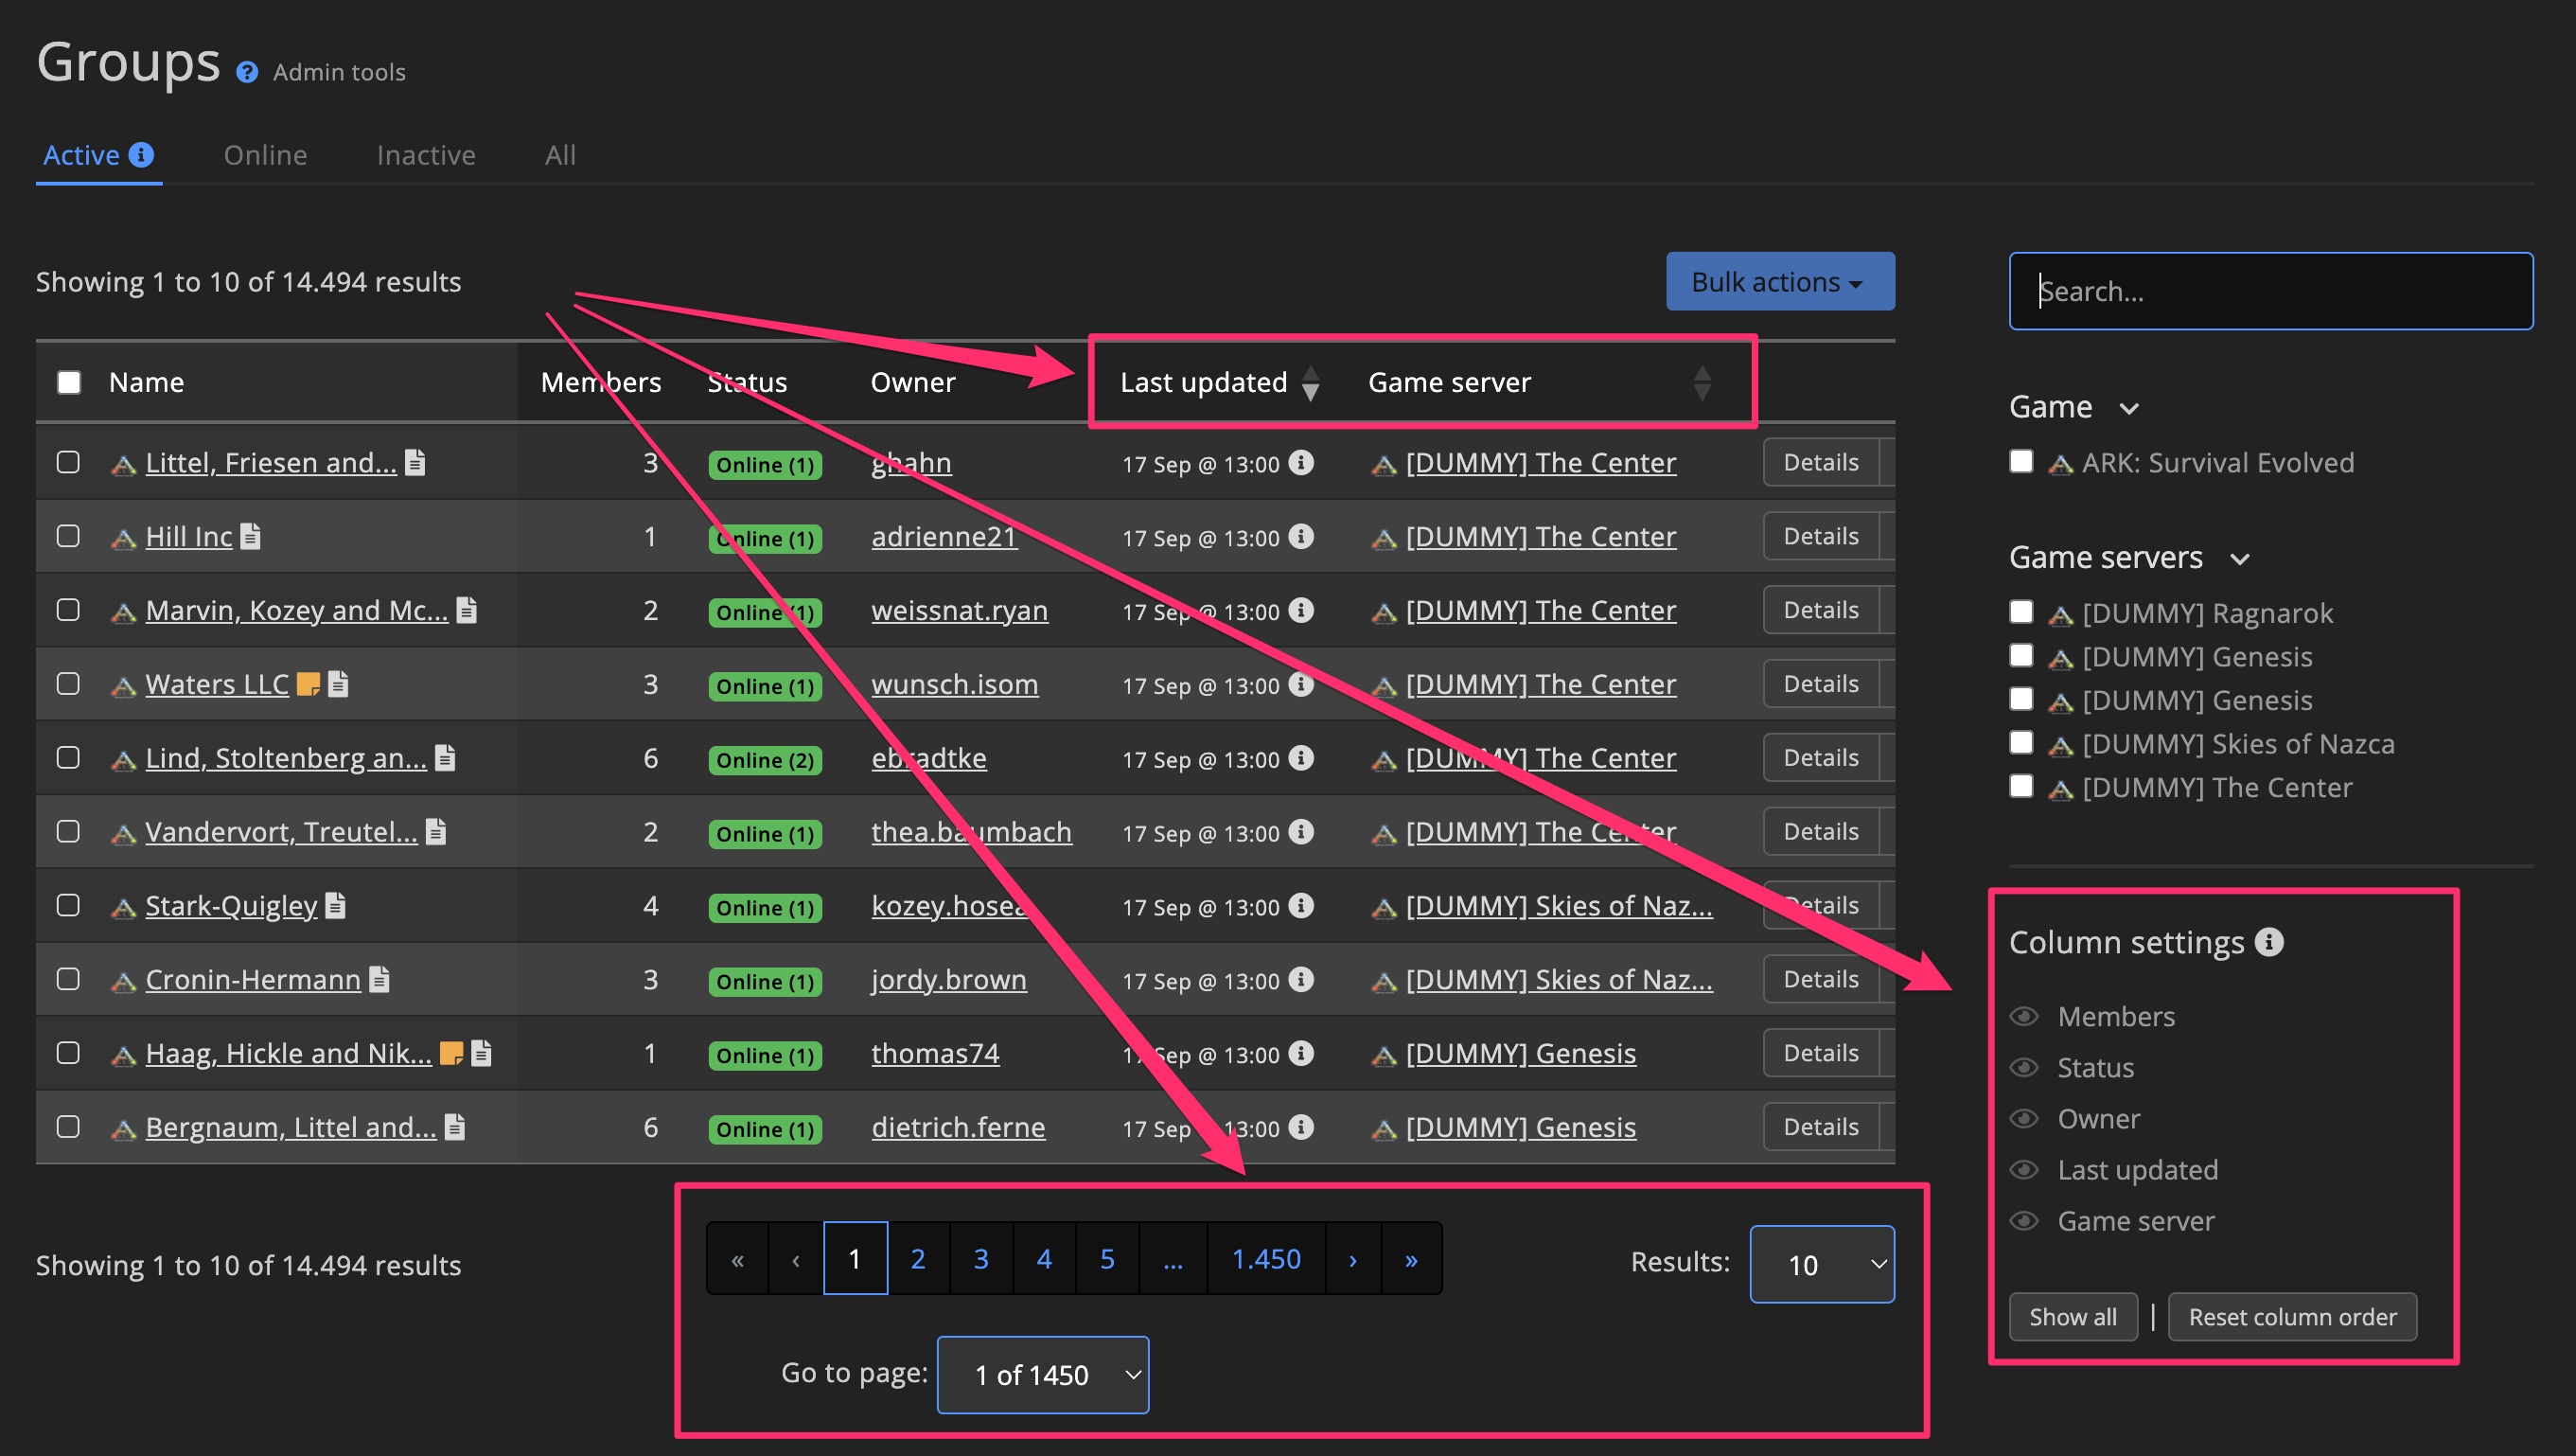 Groups ? Admin tools
Active i Online Inactive All
Showing 1 to 10 of 14.494 results
Bulk actions
Name Members Status Owner Last updated Game server
Littel, Friesen and... 3 Online (1) ghahn 17 Sep @ 13:00 [DUMMY] The Center Details
Hill Inc 1 Online (1) adrienne21 17 Sep @ 13:00 [DUMMY] The Center Details
Marvin, Kozey and Mc... 2 Online (1) weissnat.ryan 17 Sep @ 13:00 [DUMMY] The Center Details
Waters LLC 3 Online (1) wunsch.isom 17 Sep @ 13:00 [DUMMY] The Center Details
Lind, Stoltenberg an... 6 Online (2) ebradtke 17 Sep @ 13:00 [DUMMY] The Center Details
Vandervort, Treutel... 2 Online (1) thea.baumbach 17 Sep @ 13:00 [DUMMY] The Center Details
Stark-Quigley 4 Online (1) kozey.hosea 17 Sep @ 13:00 [DUMMY] Skies of Naz... Details
Cronin-Hermann 3 Online (1) jordy.brown 17 Sep @ 13:00 [DUMMY] Skies of Naz... Details
Haag, Hickle and Nik... 1 Online (1) thomas74 17 Sep @ 13:00 [DUMMY] Genesis Details
Bergnaum, Littel and... 6 Online (1) dietrich.ferne 17 Sep @ 13:00 [DUMMY] Genesis Details
Showing 1 to 10 of 14.494 results
« ‹ 1 2 3 4 5 ... 1.450 › »
Results: 10
Go to page: 1 of 1450
Search...
Game
ARK: Survival Evolved
Game servers
[DUMMY] Ragnarok
[DUMMY] Genesis
[DUMMY] Genesis
[DUMMY] Skies of Nazca
[DUMMY] The Center
Column settings i
Members
Status
Owner
Last updated
Game server
Show all | Reset column order